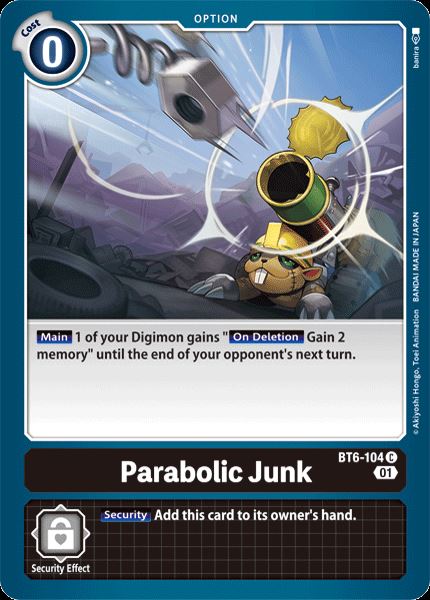 OPTION
Cost
0
banira
Main 1 of your Digimon gains "On Deletion Gain 2
memory" until the end of your opponent's next turn.
©Akiyoshi Hongo, Toei Animation BANDAI MADE IN JAPAN
BT6-104 C
Parabolic Junk
01
Security Add this card to its owner's hand.
Security Effect